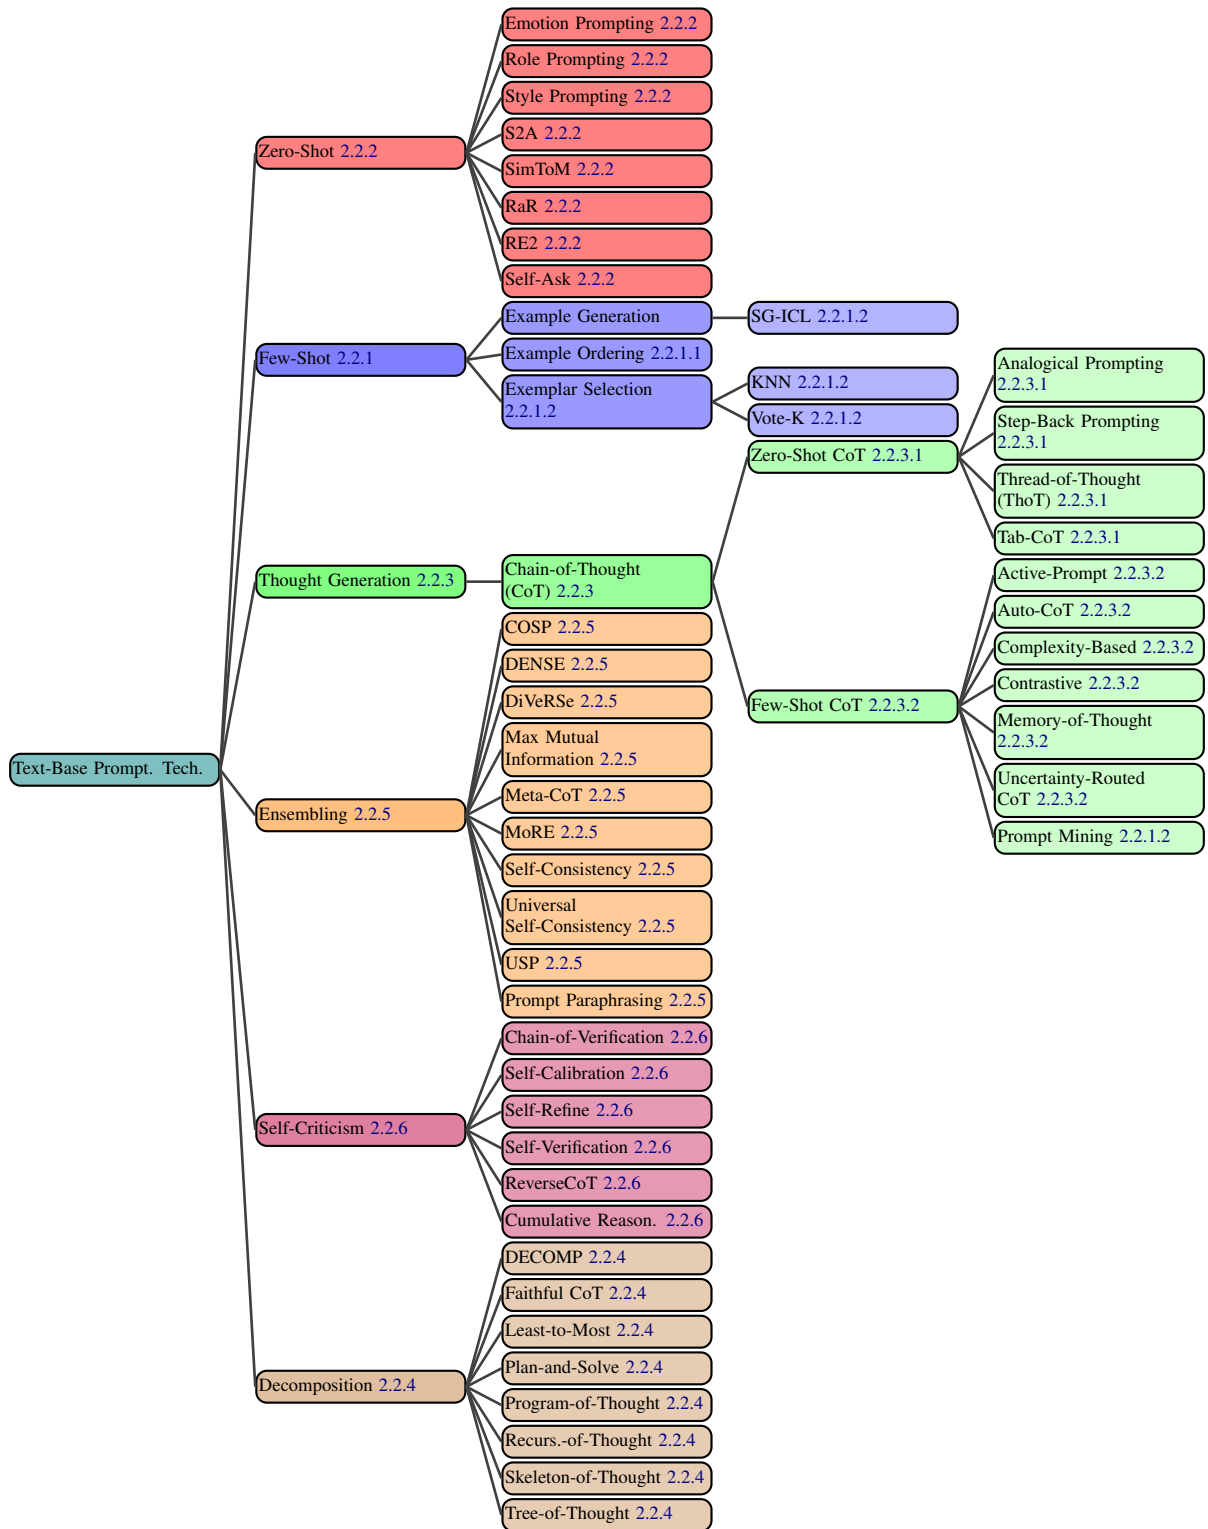 Text-Base Prompt. Tech.
Zero-Shot 2.2.2
Emotion Prompting 2.2.2
Role Prompting 2.2.2
Style Prompting 2.2.2
S2A 2.2.2
SimToM 2.2.2
RaR 2.2.2
RE2 2.2.2
Self-Ask 2.2.2
Few-Shot 2.2.1
Example Generation
SG-ICL 2.2.1.2
Example Ordering 2.2.1.1
Exemplar Selection
2.2.1.2
KNN 2.2.1.2
Vote-K 2.2.1.2
Thought Generation 2.2.3
Chain-of-Thought
(CoT) 2.2.3
Zero-Shot CoT 2.2.3.1
Analogical Prompting
2.2.3.1
Step-Back Prompting
2.2.3.1
Thread-of-Thought
(ThoT) 2.2.3.1
Tab-CoT 2.2.3.1
Few-Shot CoT 2.2.3.2
Active-Prompt 2.2.3.2
Auto-CoT 2.2.3.2
Complexity-Based 2.2.3.2
Contrastive 2.2.3.2
Memory-of-Thought
2.2.3.2
Uncertainty-Routed
CoT 2.2.3.2
Prompt Mining 2.2.1.2
Ensembling 2.2.5
COSP 2.2.5
DENSE 2.2.5
DiVeRSe 2.2.5
Max Mutual
Information 2.2.5
Meta-CoT 2.2.5
MoRE 2.2.5
Self-Consistency 2.2.5
Universal
Self-Consistency 2.2.5
USP 2.2.5
Prompt Paraphrasing 2.2.5
Self-Criticism 2.2.6
Chain-of-Verification 2.2.6
Self-Calibration 2.2.6
Self-Refine 2.2.6
Self-Verification 2.2.6
ReverseCoT 2.2.6
Cumulative Reason. 2.2.6
Decomposition 2.2.4
DECOMP 2.2.4
Faithful CoT 2.2.4
Least-to-Most 2.2.4
Plan-and-Solve 2.2.4
Program-of-Thought 2.2.4
Recurs.-of-Thought 2.2.4
Skeleton-of-Thought 2.2.4
Tree-of-Thought 2.2.4